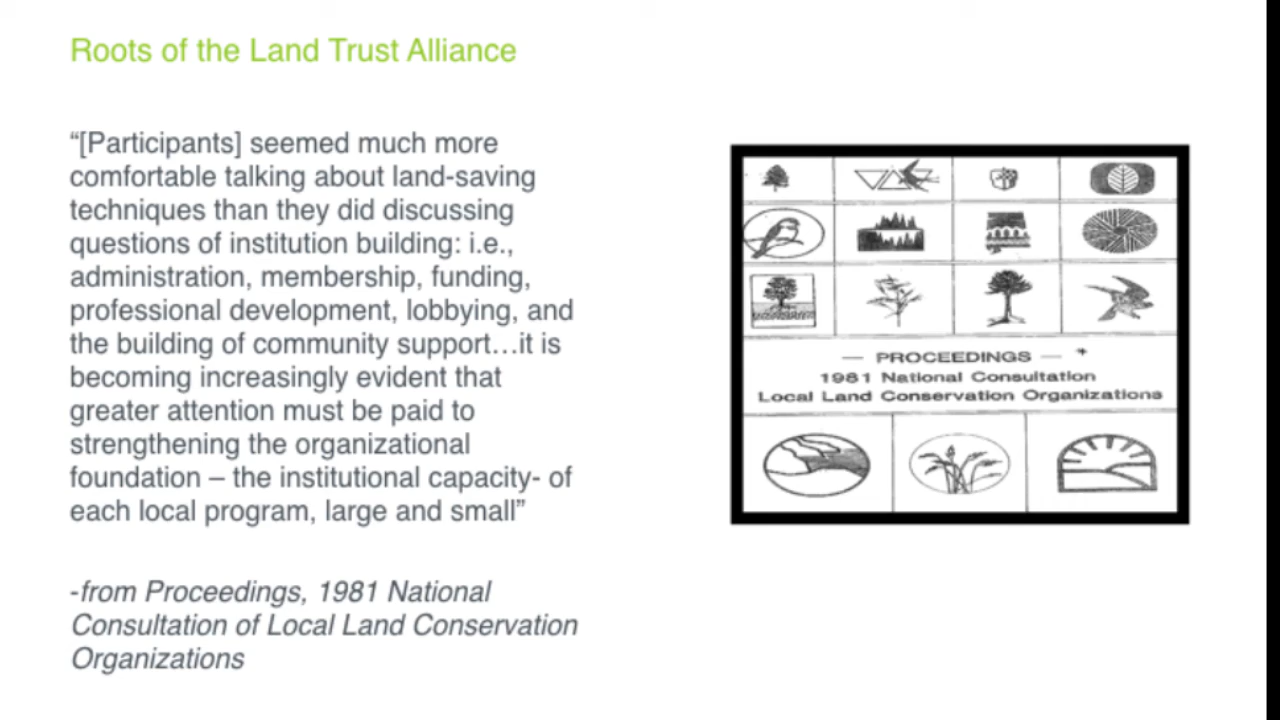 Roots of the Land Trust Alliance
“[Participants] seemed much more
comfortable talking about land-saving
techniques than they did discussing
questions of institution building: i.e.,
administration, membership, funding,
professional development, lobbying, and
the building of community support…it is
becoming increasingly evident that
greater attention must be paid to
strengthening the organizational
foundation – the institutional capacity- of
each local program, large and small”
-from Proceedings, 1981 National
Consultation of Local Land Conservation
Organizations
— PROCEEDINGS —
1981 National Consultation
Local Land Conservation Organizations